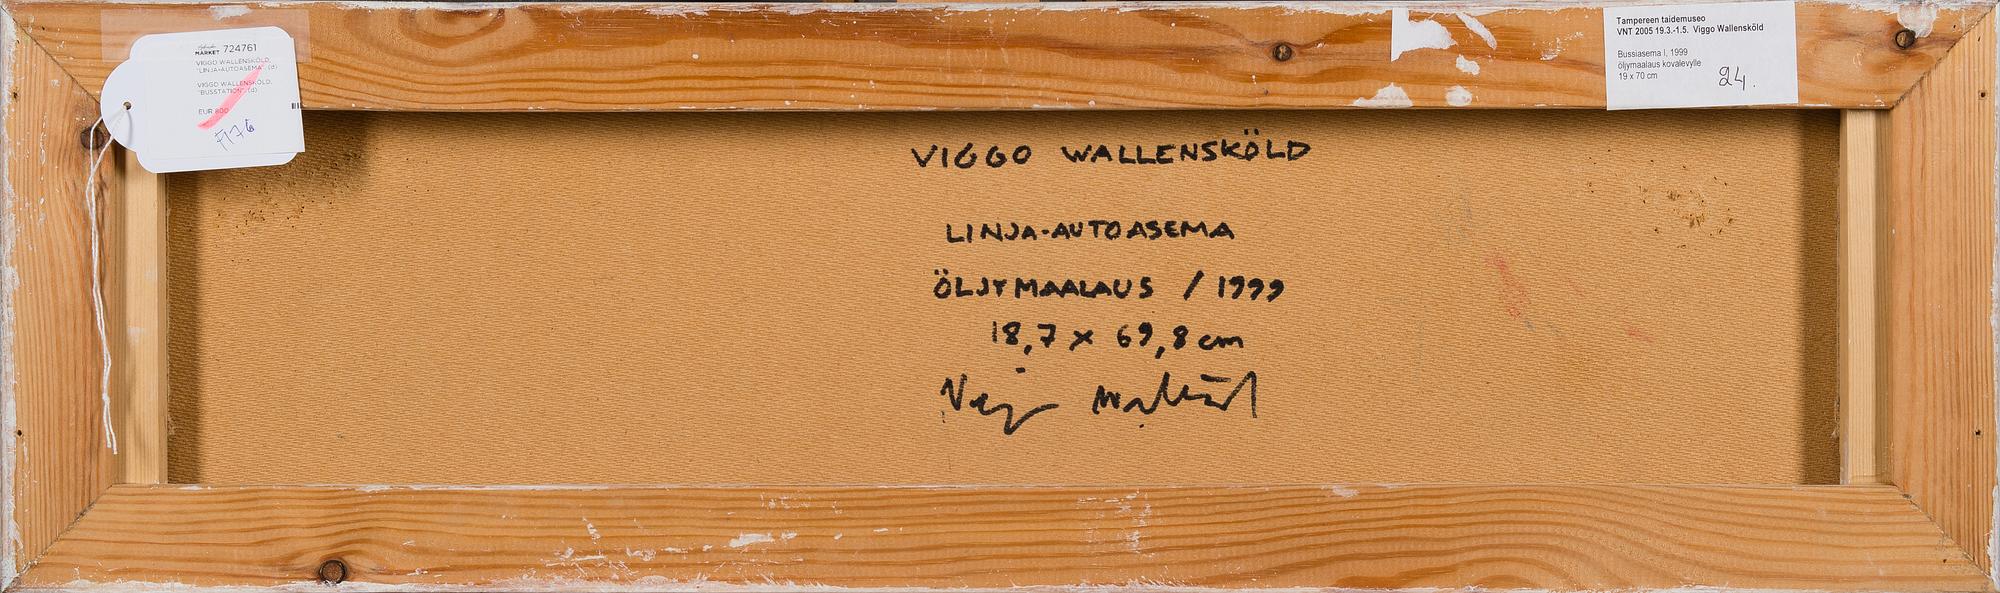 MARKET 724761
VIGGO WALLENSKÖLD,
"LINJA-AUTOASEMA". (d)
VIGGO WALLENSKÖLD,
"BUSSTATION". (d)
EUR 800
Tampereen taidemuseo
VNT 2005 19.3.-1.5. Viggo Wallensköld
Bussiasema I, 1999
öljymaalaus kovalevylle
19 x 70 cm
24.
VIGGO WALLENSKÖLD
LINJA-AUTOASEMA
ÖLJYMAALAUS / 1999
18,7 x 69,8 cm